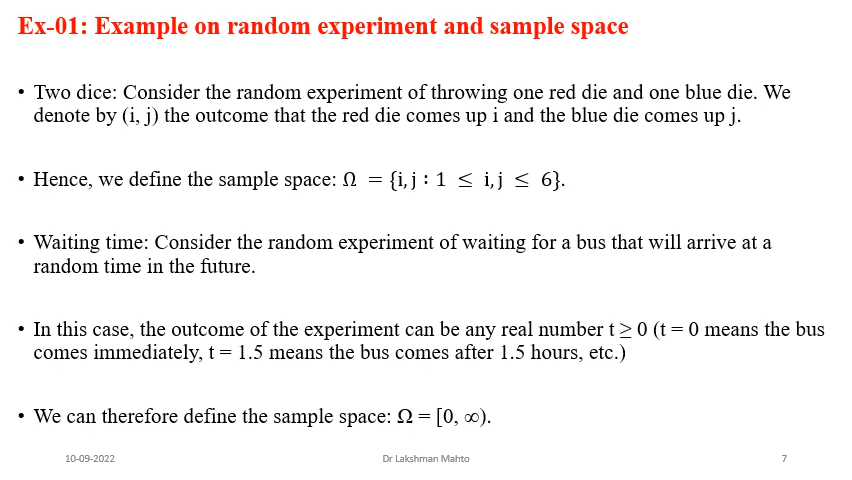 Ex-01: Example on random experiment and sample space
• Two dice: Consider the random experiment of throwing one red die and one blue die. We
denote by (i, j) the outcome that the red die comes up i and the blue die comes up j.
• Hence, we define the sample space: Ω = {i, j : 1 ≤ i, j ≤ 6}.
• Waiting time: Consider the random experiment of waiting for a bus that will arrive at a
random time in the future.
• In this case, the outcome of the experiment can be any real number t ≥ 0 (t = 0 means the bus
comes immediately, t = 1.5 means the bus comes after 1.5 hours, etc.)
• We can therefore define the sample space: Ω = [0, ∞).
10-09-2022 Dr Lakshman Mahto 7